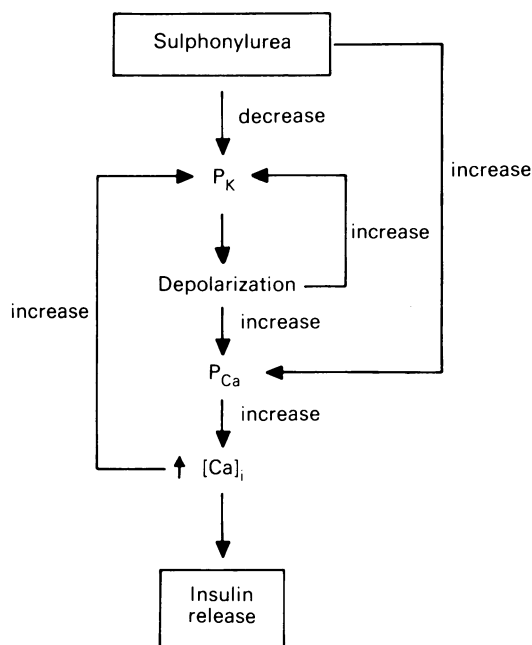 Sulphonylurea
decrease
increase
P_K
increase
Depolarization
increase
increase
P_Ca
increase
↑ [Ca]_i
Insulin
release